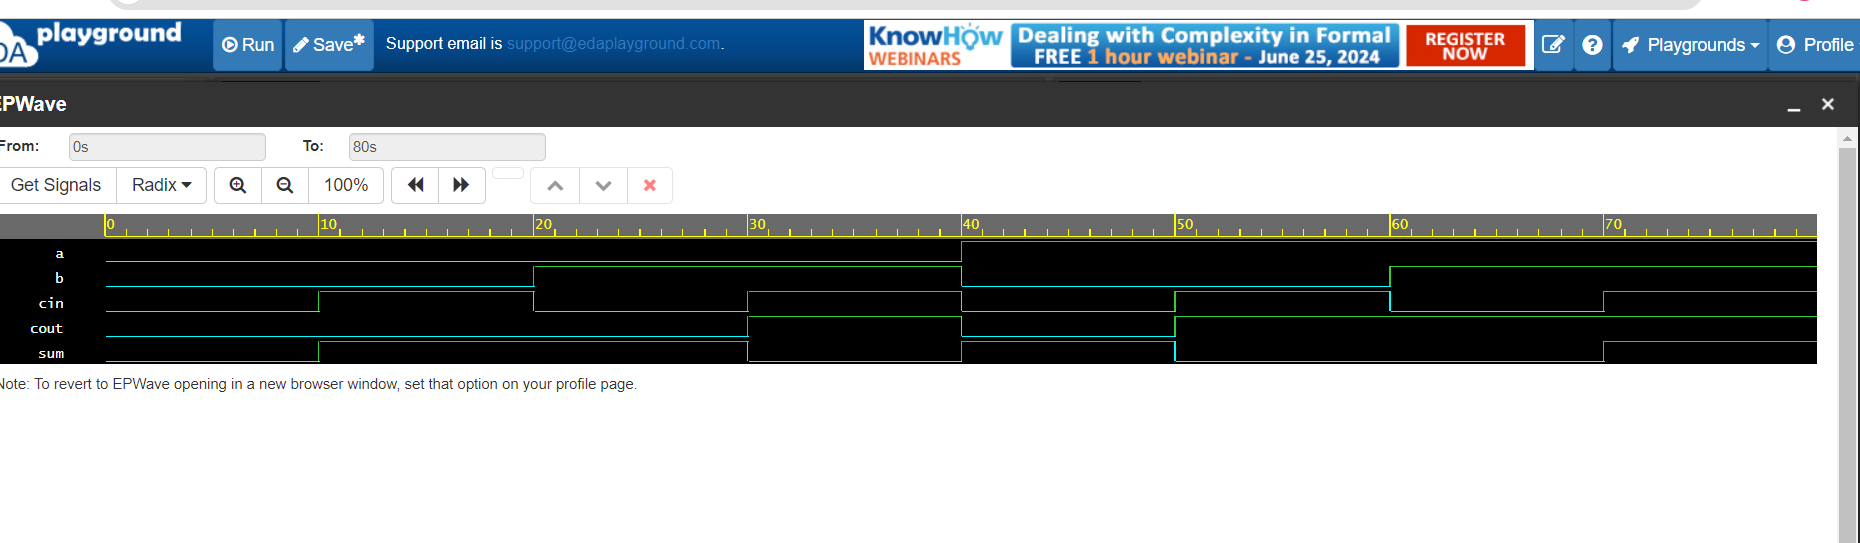 DA playground
Run Save* Support email is support@edaplayground.com.
KnowHow WEBINARS
Dealing with Complexity in Formal
FREE 1 hour webinar - June 25, 2024
REGISTER NOW
Playgrounds Profile
EPWave
From: 0s To: 80s
Get Signals Radix 100%
0 10 20 30 40 50 60 70
a
b
cin
cout
sum
Note: To revert to EPWave opening in a new browser window, set that option on your profile page.